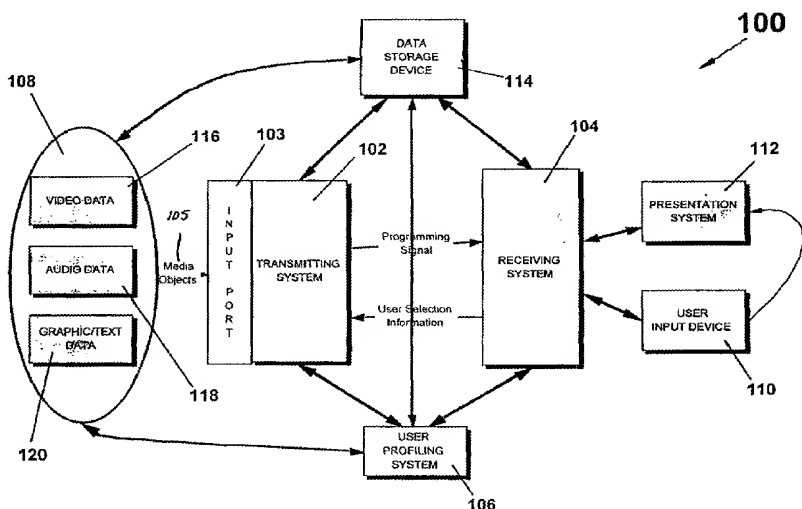 100
DATA
STORAGE
DEVICE
114
108
116
103
102
104
112
VIDEO DATA
105
Media
Objects
AUDIO DATA
GRAPHIC/TEXT
DATA
118
120
INPUT PORT
TRANSMITTING
SYSTEM
Programming
Signal
User Selection
Information
RECEIVING
SYSTEM
PRESENTATION
SYSTEM
USER
INPUT DEVICE
110
USER
PROFILING
SYSTEM
106